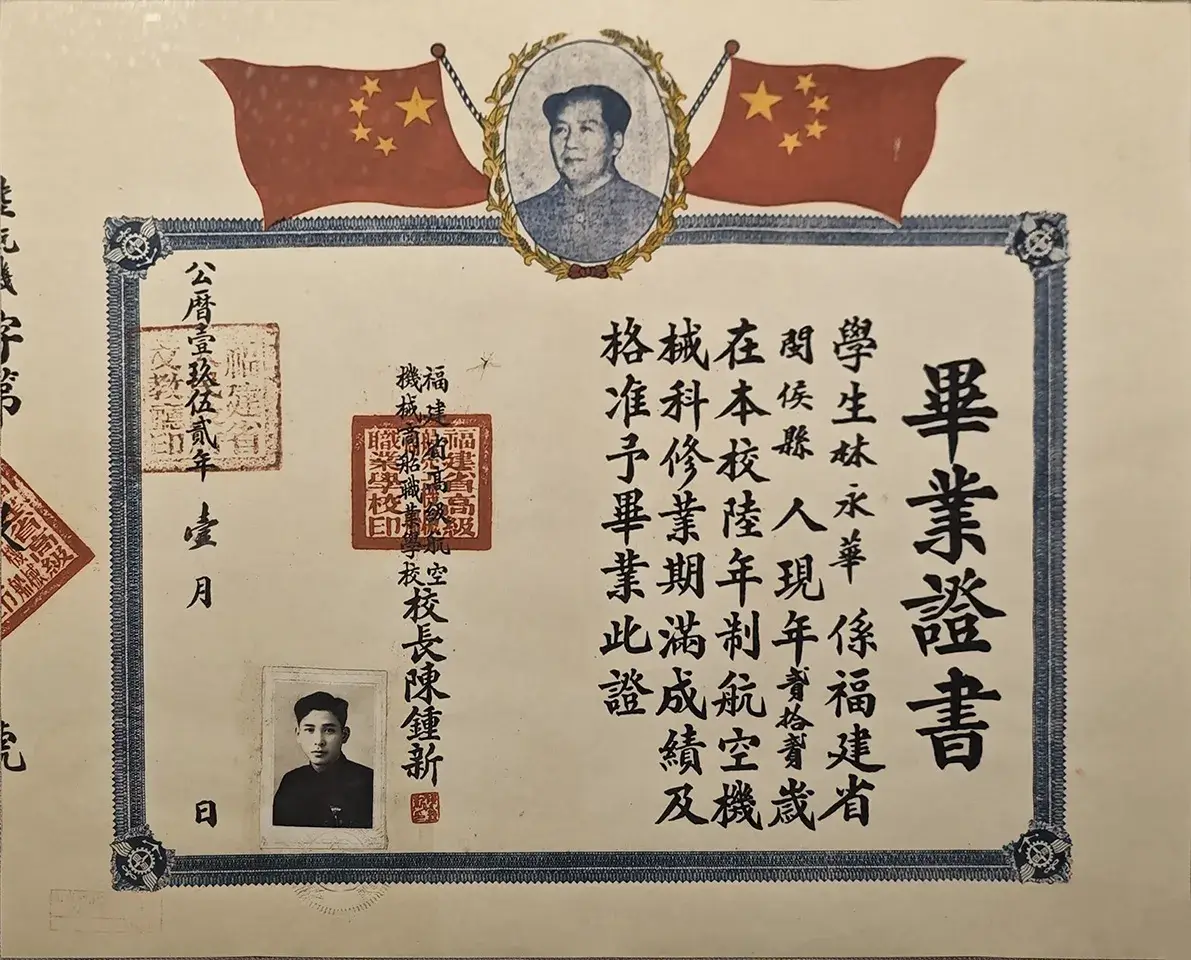 畢業證書
學生林永華係福建省
閩侯縣人現年貳拾貳歲
在本校陸年制航空機
械科修業期滿成績及
格准予畢業此證
福建省高級航空
機械商船職業學校
校長陳鍾新
福建省高級
職業學校印
公曆壹玖伍貳年壹月日
福建省
文教廳印
字第
號